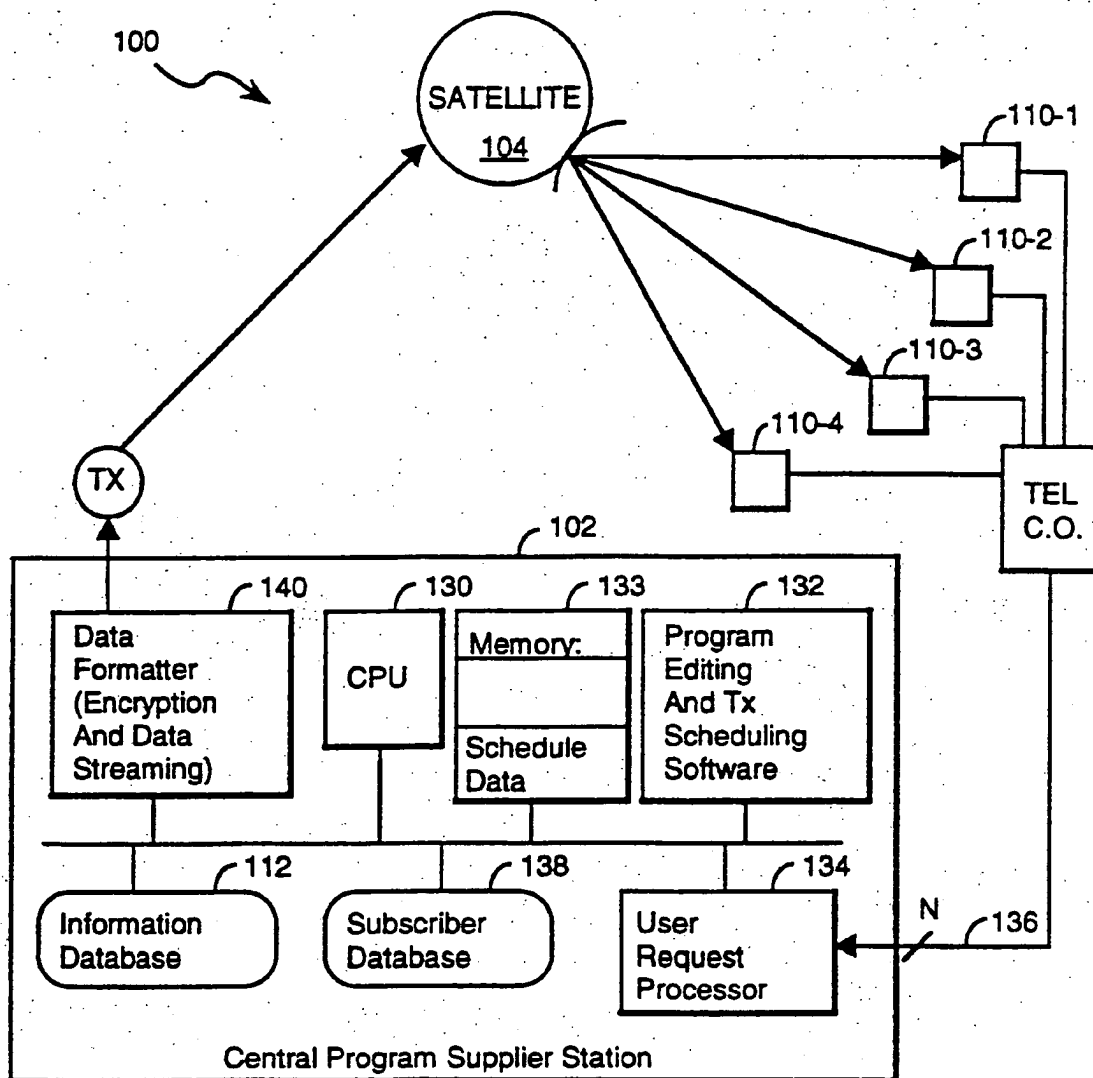 100
SATELLITE
104
110-1
110-2
110-3
110-4
TX
TEL
C.O.
102
140
130
133
132
Data
Formatter
(Encryption
And Data
Streaming)
CPU
Memory:
Schedule
Data
Program
Editing
And Tx
Scheduling
Software
112
138
134
Information
Database
Subscriber
Database
User
Request
Processor
N
136
Central Program Supplier Station